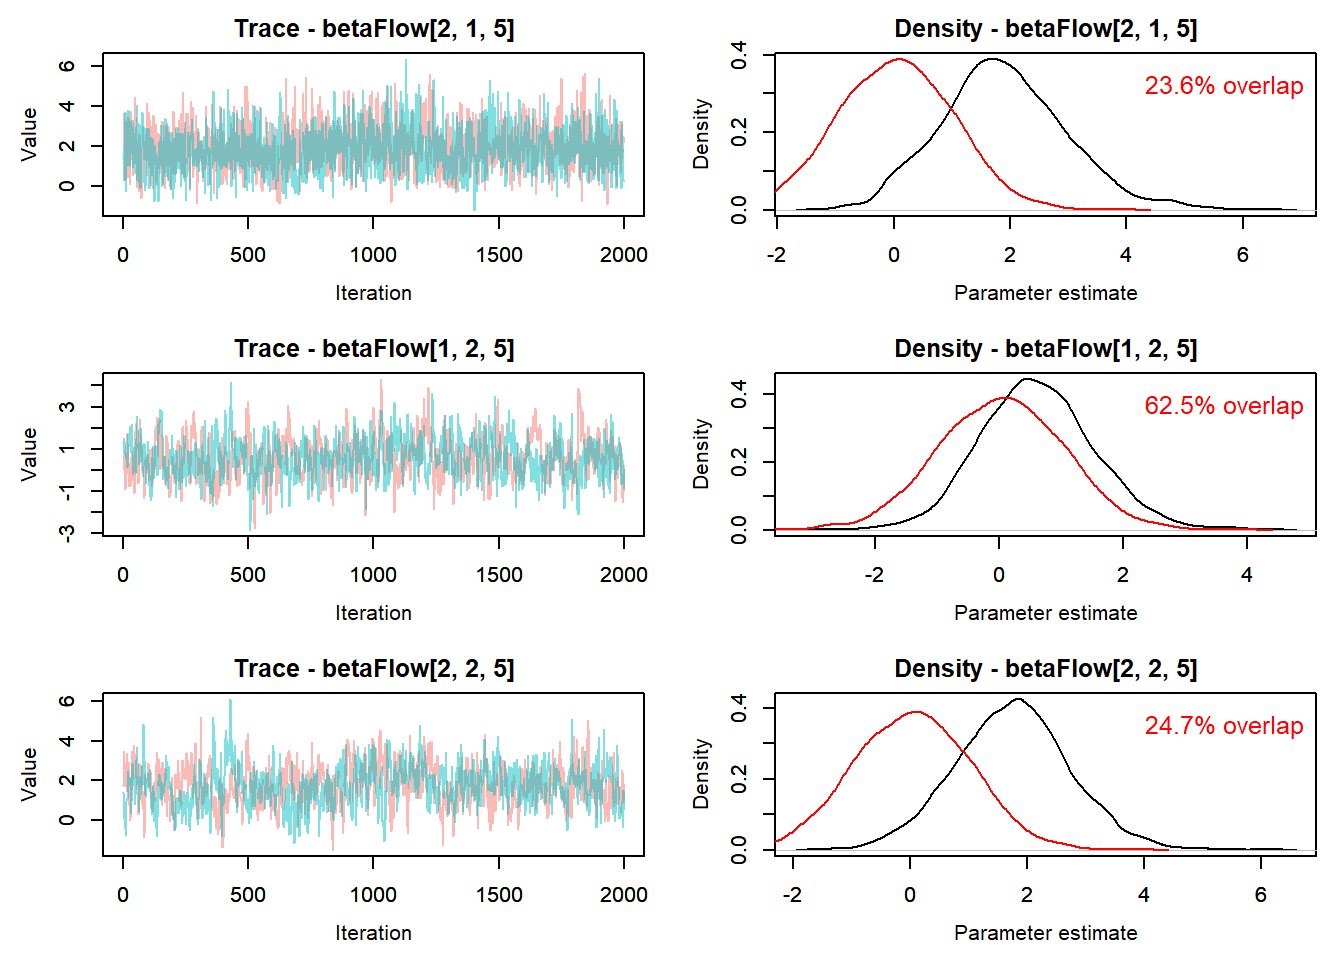 Trace - betaFlow[2, 1, 5]
Value
0 2 4 6
0 500 1000 1500 2000
Iteration
Density - betaFlow[2, 1, 5]
Density
0.0 0.2 0.4
23.6% overlap
-2 0 2 4 6
Parameter estimate
Trace - betaFlow[1, 2, 5]
Value
-3 -1 1 3
0 500 1000 1500 2000
Iteration
Density - betaFlow[1, 2, 5]
Density
0.0 0.2 0.4
62.5% overlap
-2 0 2 4
Parameter estimate
Trace - betaFlow[2, 2, 5]
Value
0 2 4 6
0 500 1000 1500 2000
Iteration
Density - betaFlow[2, 2, 5]
Density
0.0 0.2 0.4
24.7% overlap
-2 0 2 4 6
Parameter estimate